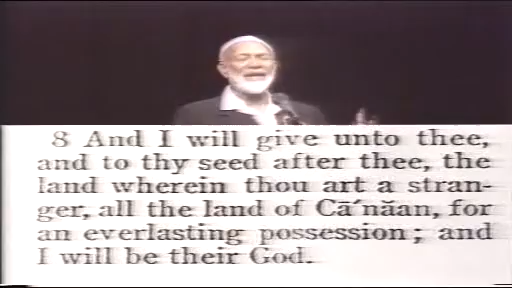 8 And I will give unto thee,
and to thy seed after thee, the
land wherein thou art a stran-
ger, all the land of Cā´năan, for
an everlasting possession; and
I will be their God.